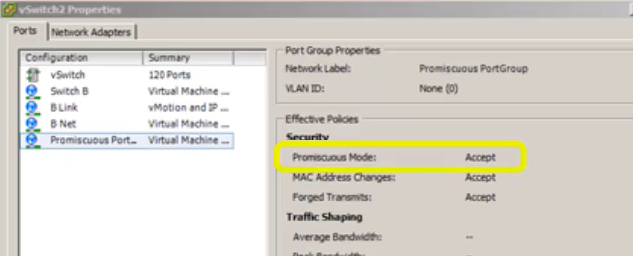 vSwitch2 Properties
Ports Network Adapters
Configuration Summary
vSwitch 120 Ports
Switch B Virtual Machine ...
B Link vMotion and IP ...
B Net Virtual Machine ...
Promiscuous Port... Virtual Machine ...
Port Group Properties
Network Label: Promiscuous PortGroup
VLAN ID: None (0)
Effective Policies
Security
Promiscuous Mode: Accept
MAC Address Changes: Accept
Forged Transmits: Accept
Traffic Shaping
Average Bandwidth: --
Peak Bandwidth: --